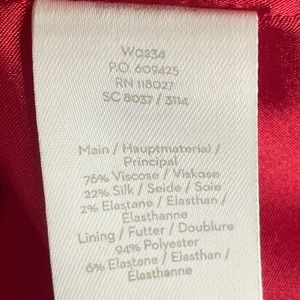 WQ234
P.O. 609425
RN 118027
SC 8037 / 3114
Main / Hauptmaterial /
Principal
76% Viscose / Viskose
22% Silk / Seide / Soie
2% Elastane / Elasthan /
Élasthanne
Lining / Futter / Doublure
94% Polyester
6% Elastane / Elasthan /
Élasthanne